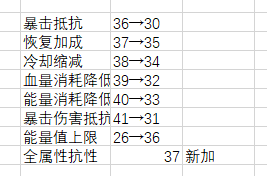 暴击抵抗 36→30
恢复加成 37→35
冷却缩减 38→34
血量消耗降低 39→32
能量消耗降低 40→33
暴击伤害抵抗 41→31
能量值上限 26→36
全属性抗性 37 新加